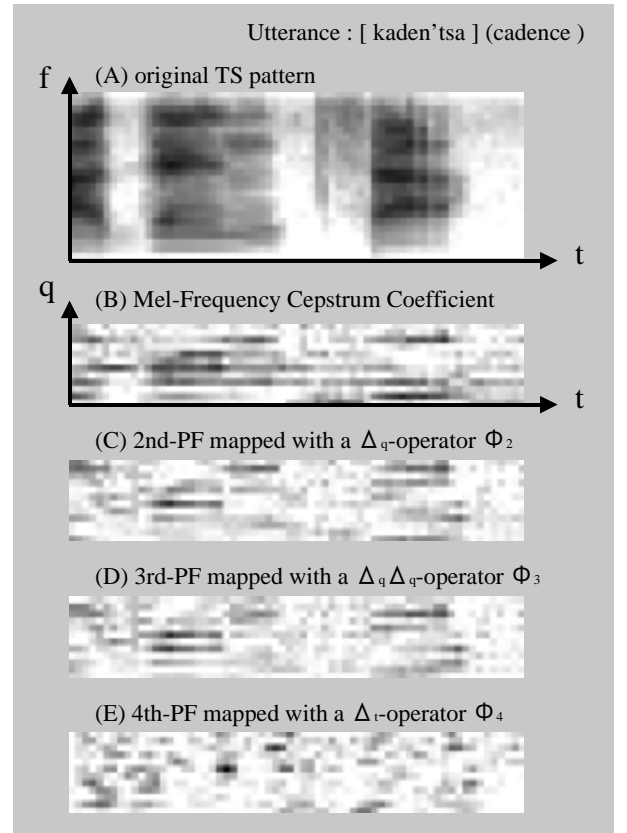 Utterance : [ kaden’tsa ] (cadence )
(A) original TS pattern
f
t
q
(B) Mel-Frequency Cepstrum Coefficient
t
(C) 2nd-PF mapped with a Δq-operator Φ2
(D) 3rd-PF mapped with a ΔqΔq-operator Φ3
(E) 4th-PF mapped with a Δt-operator Φ4